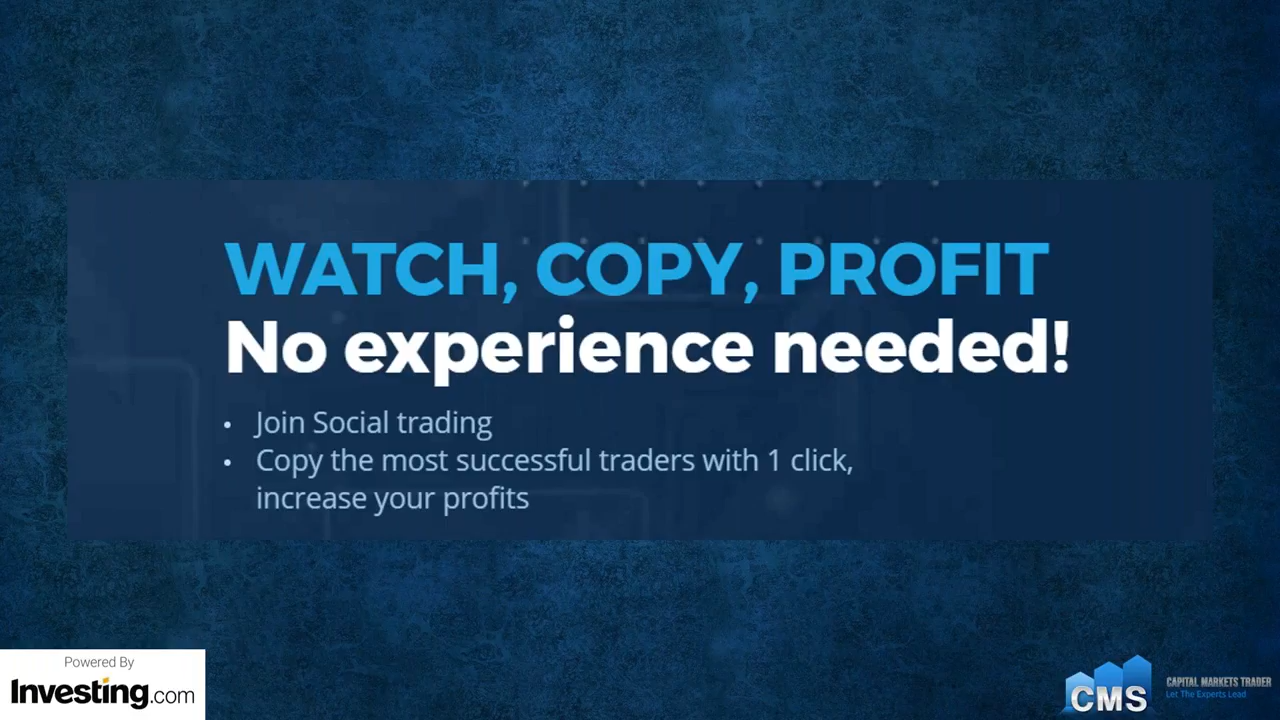 WATCH, COPY, PROFIT
No experience needed!
• Join Social trading
• Copy the most successful traders with 1 click,
increase your profits
Powered By
Investing.com
CMS
CAPITAL MARKETS TRADER
Let The Experts Lead